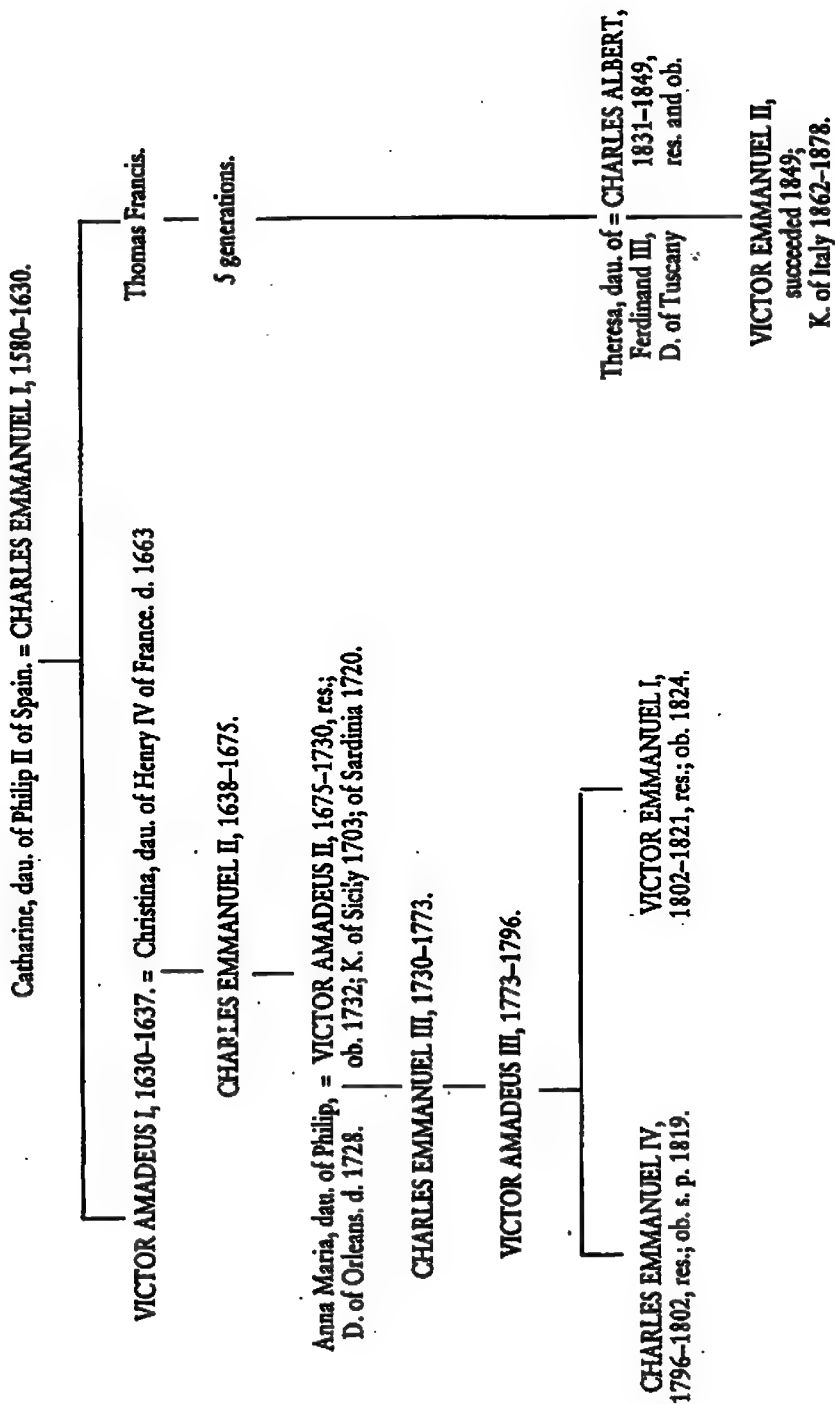 Catharine, dau. of Philip II of Spain. = CHARLES EMMANUEL I, 1580–1630.
VICTOR AMADEUS I, 1630–1637. = Christina, dau. of Henry IV of France. d. 1663
Thomas Francis.
CHARLES EMMANUEL II, 1638–1675.
5 generations.
Anna Maria, dau. of Philip, = VICTOR AMADEUS II, 1675–1730, res.;
D. of Orleans. d. 1728.
ob. 1732; K. of Sicily 1703; of Sardinia 1720.
CHARLES EMMANUEL III, 1730–1773.
VICTOR AMADEUS III, 1773–1796.
CHARLES EMMANUEL IV,
1796–1802, res.; ob. s. p. 1819.
VICTOR EMMANUEL I,
1802–1821, res.; ob. 1824.
Theresa, dau. of = CHARLES ALBERT,
Ferdinand III,
1831–1849,
D. of Tuscany
res. and ob.
VICTOR EMMANUEL II,
succeeded 1849;
K. of Italy 1862–1878.